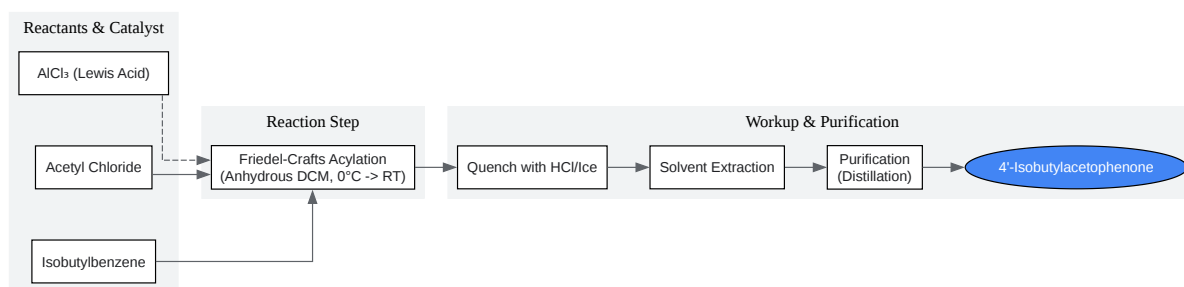 Reactants & Catalyst
AlCl₃ (Lewis Acid)
Acetyl Chloride
Isobutylbenzene
Reaction Step
Friedel-Crafts Acylation
(Anhydrous DCM, 0°C -> RT)
Workup & Purification
Quench with HCl/Ice
Solvent Extraction
Purification
(Distillation)
4'-Isobutylacetophenone